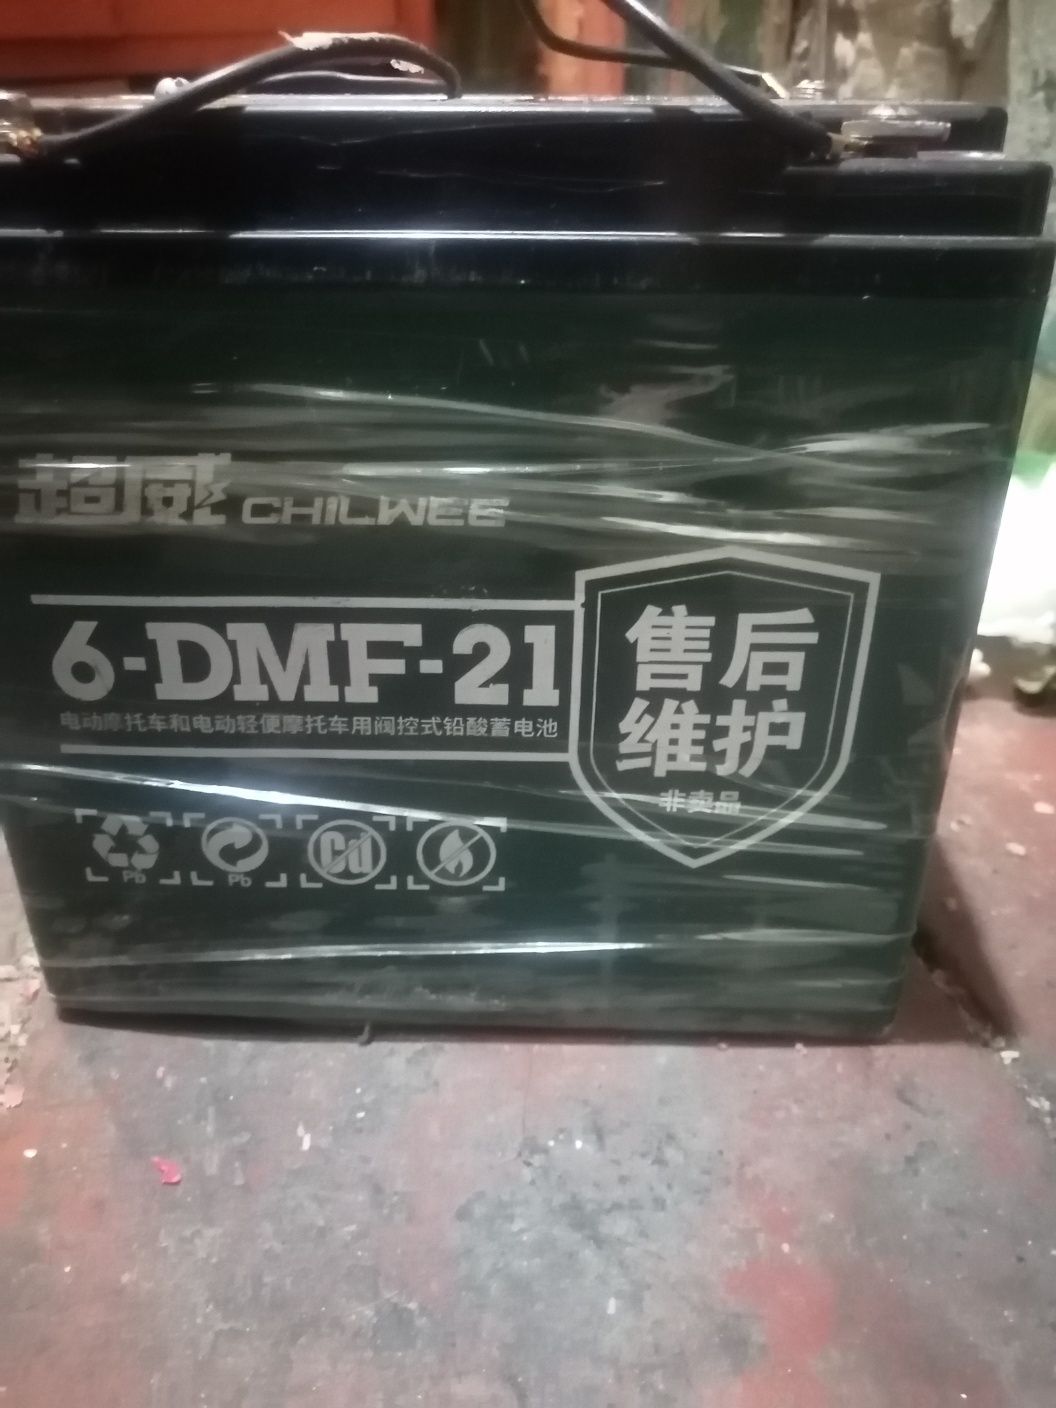 超威 CHILWEE
6-DMF-21
电动摩托车和电动轻便摩托车用阀控式铅酸蓄电池
售后
维护
非卖品
Pb Pb Cd